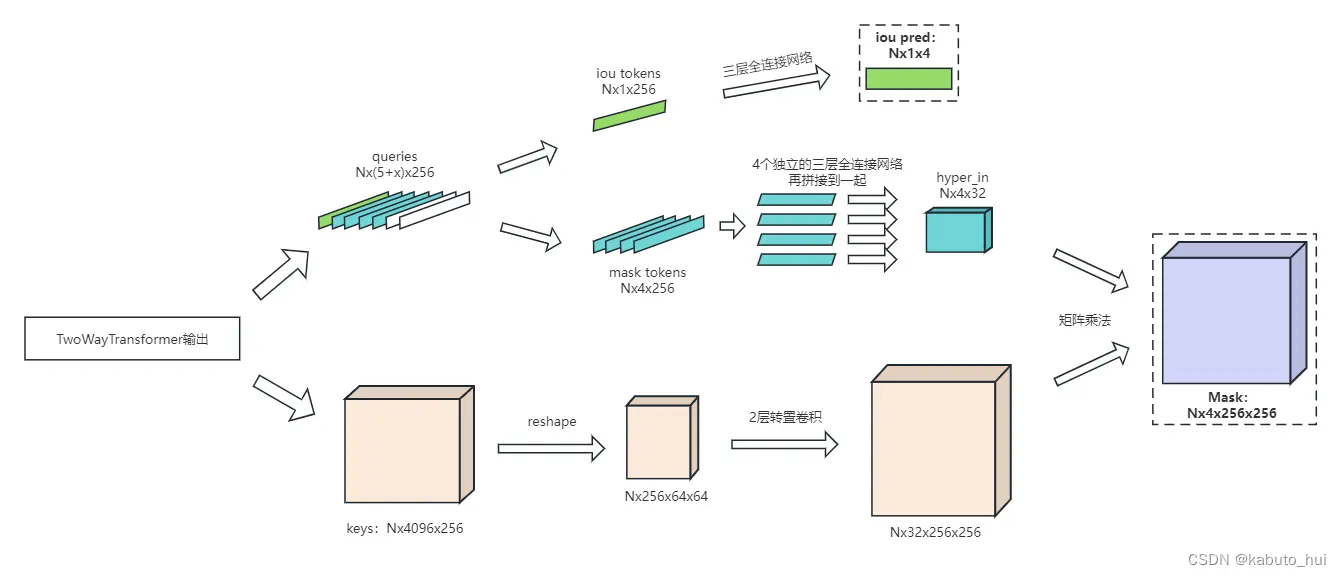 iou pred：
Nx1x4
三层全连接网络
iou tokens
Nx1x256
queries
Nx(5+x)x256
4个独立的三层全连接网络
再拼接到一起
hyper_in
Nx4x32
mask tokens
Nx4x256
TwoWayTransformer输出
矩阵乘法
Mask：
Nx4x256x256
reshape
2层转置卷积
Nx256x64x64
keys：Nx4096x256
Nx32x256x256
CSDN @kabuto_hui